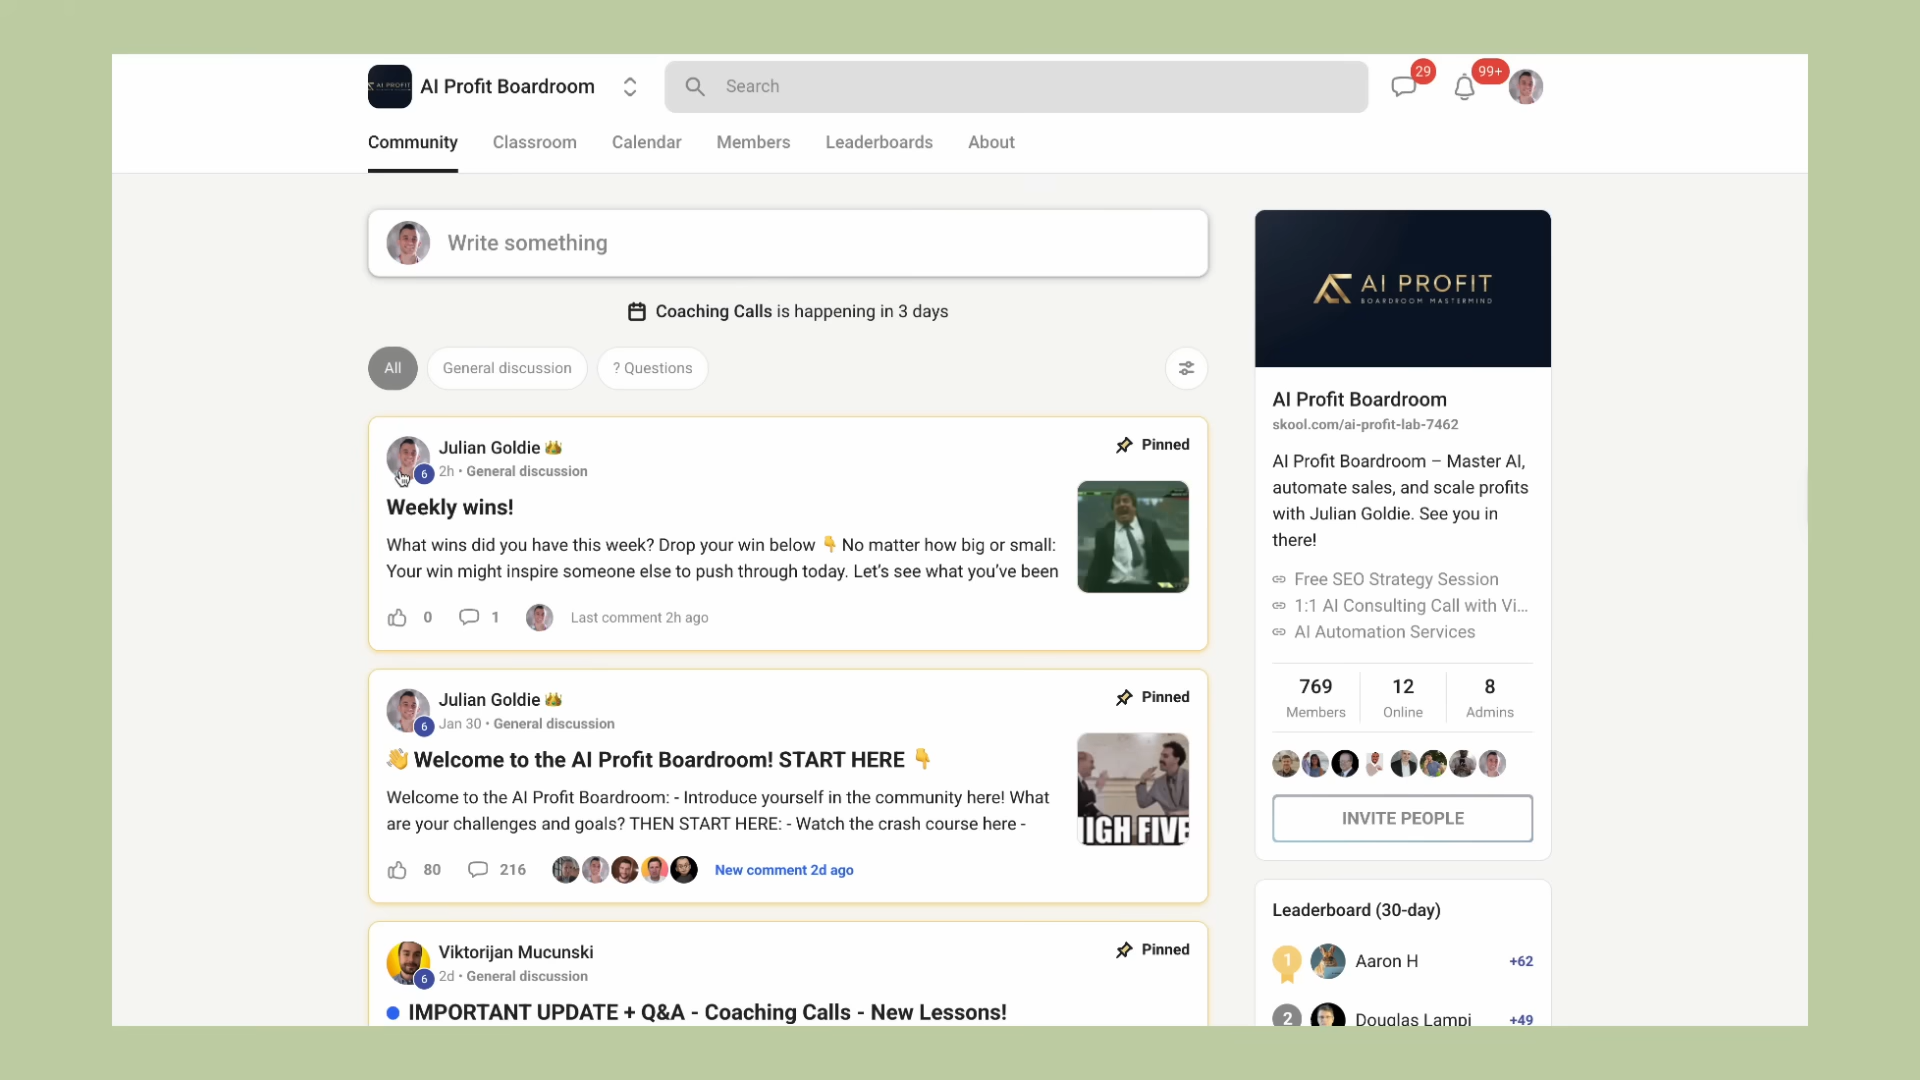 AI PROFIT
AI Profit Boardroom
Search
29
99+
Community
Classroom
Calendar
Members
Leaderboards
About
Write something
Coaching Calls is happening in 3 days
All
General discussion
? Questions
Julian Goldie
6
2h • General discussion
Pinned
Weekly wins!
What wins did you have this week? Drop your win below 👇 No matter how big or small:
Your win might inspire someone else to push through today. Let's see what you've been
0
1
Last comment 2h ago
Julian Goldie
6
Jan 30 • General discussion
Pinned
👋 Welcome to the AI Profit Boardroom! START HERE 👇
Welcome to the AI Profit Boardroom: - Introduce yourself in the community here! What
are your challenges and goals? THEN START HERE: - Watch the crash course here -
HIGH FIVE
80
216
New comment 2d ago
Viktorijan Mucunski
6
2d • General discussion
Pinned
IMPORTANT UPDATE + Q&A - Coaching Calls - New Lessons!
AI PROFIT
BOARDROOM MASTERMIND
AI Profit Boardroom
skool.com/ai-profit-lab-7462
AI Profit Boardroom – Master AI,
automate sales, and scale profits
with Julian Goldie. See you in
there!
Free SEO Strategy Session
1:1 AI Consulting Call with Vi...
AI Automation Services
769
Members
12
Online
8
Admins
INVITE PEOPLE
Leaderboard (30-day)
1
Aaron H
+62
2
Douglas Lampi
+49